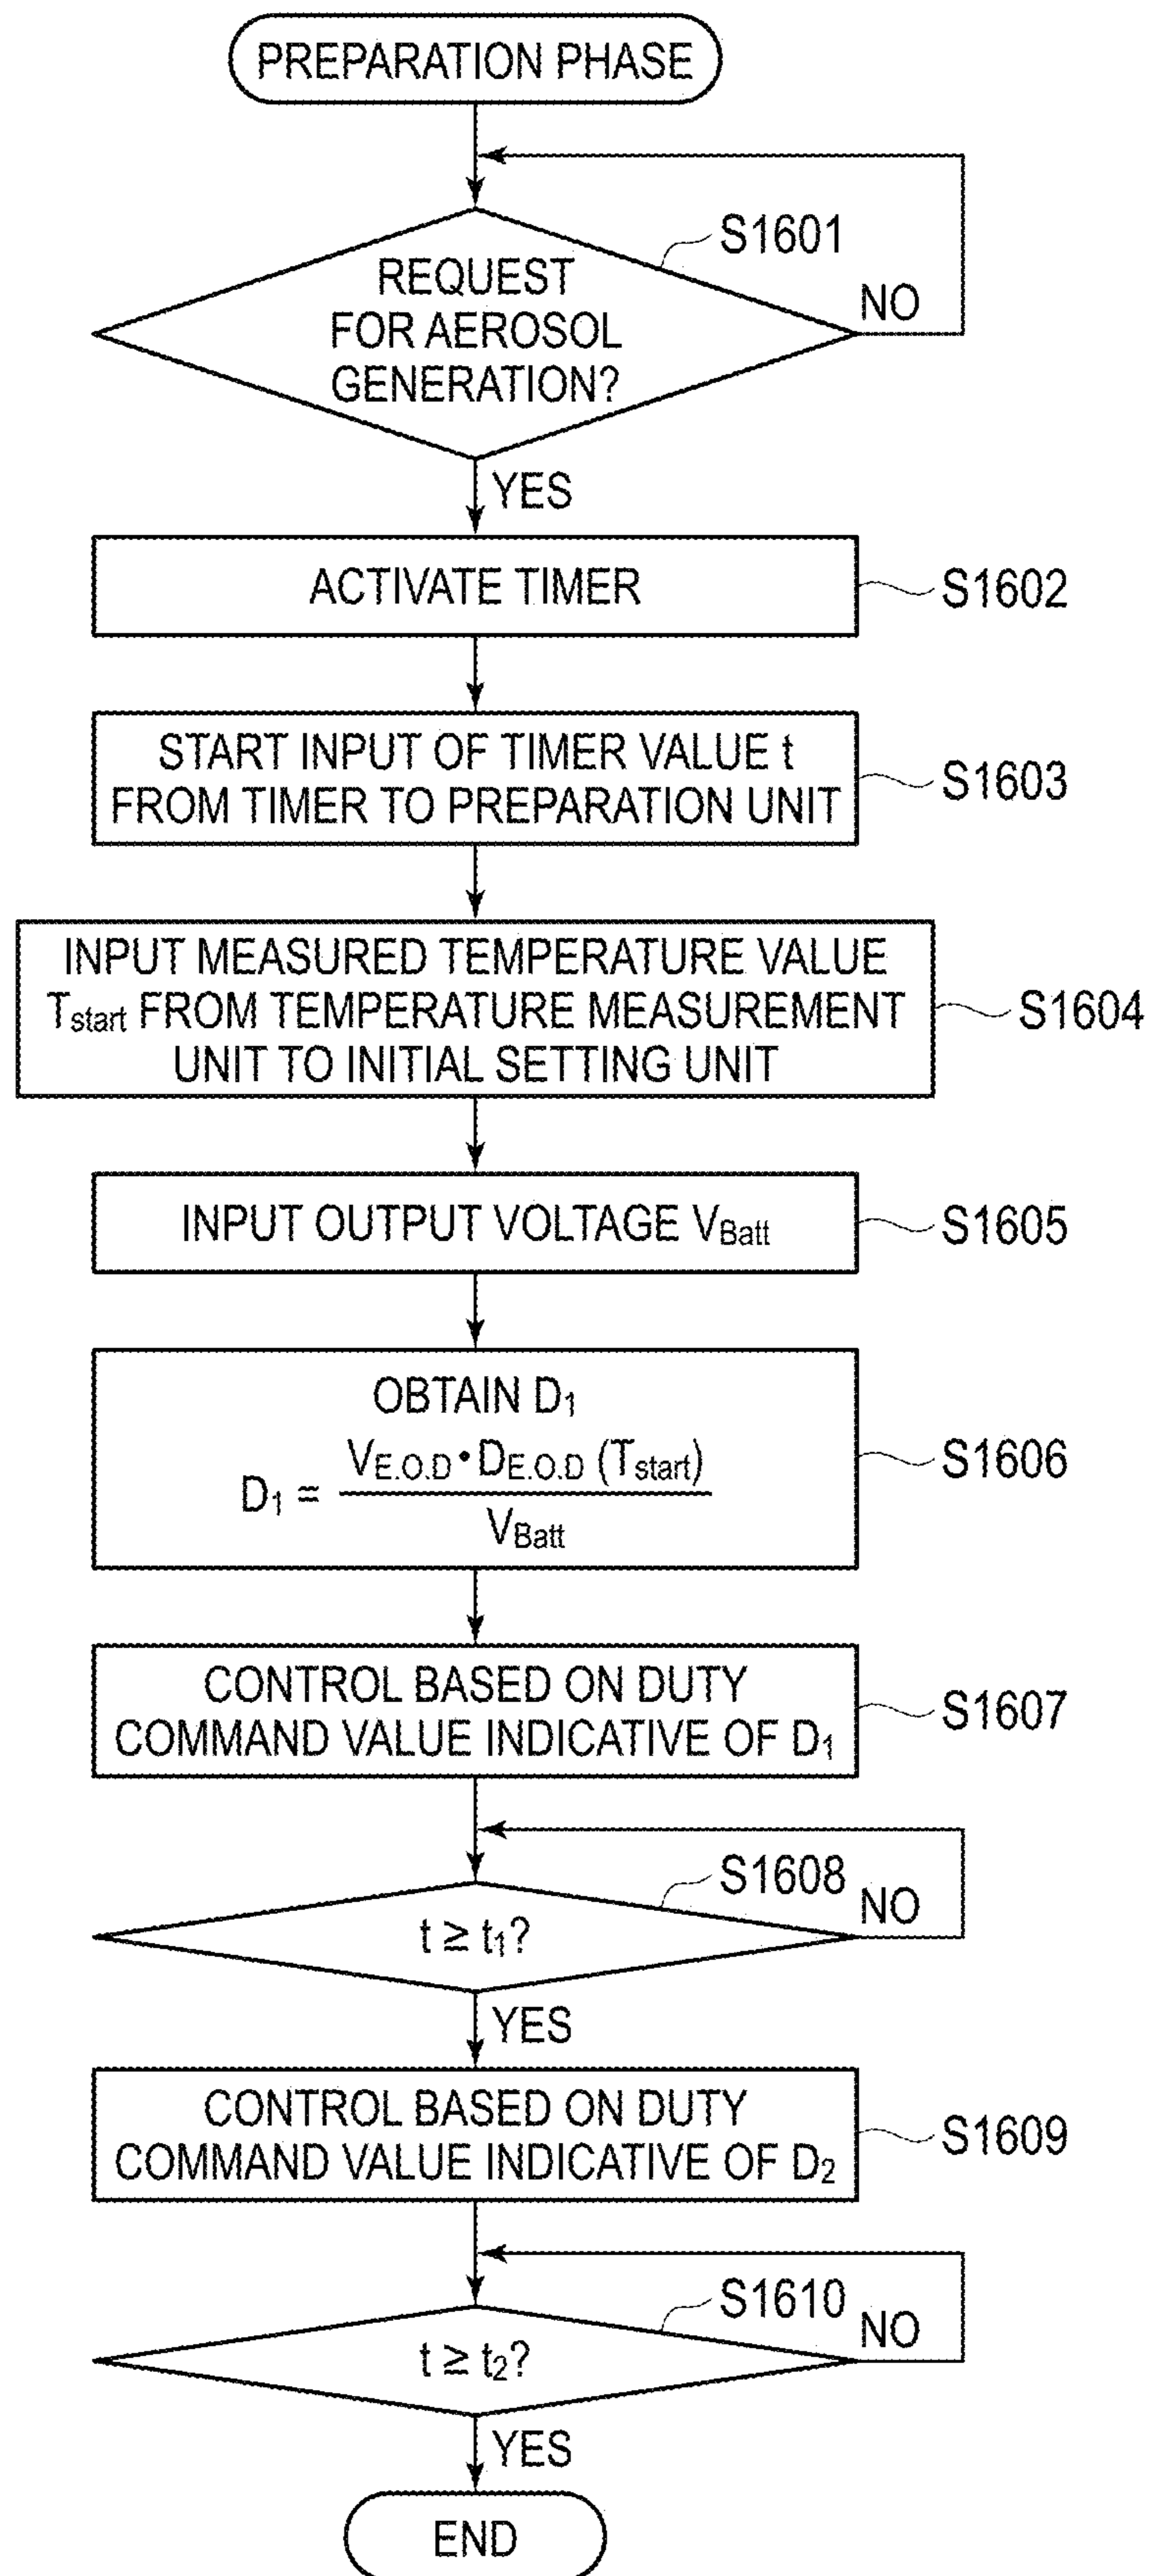 PREPARATION PHASE
S1601
REQUEST
FOR AEROSOL
GENERATION?
NO
YES
ACTIVATE TIMER
S1602
START INPUT OF TIMER VALUE t
FROM TIMER TO PREPARATION UNIT
S1603
INPUT MEASURED TEMPERATURE VALUE
Tstart FROM TEMPERATURE MEASUREMENT
UNIT TO INITIAL SETTING UNIT
S1604
INPUT OUTPUT VOLTAGE VBatt
S1605
OBTAIN D1
D1 = VE.O.D • DE.O.D (Tstart)
VBatt
S1606
CONTROL BASED ON DUTY
COMMAND VALUE INDICATIVE OF D1
S1607
S1608
t ≥ t1?
NO
YES
CONTROL BASED ON DUTY
COMMAND VALUE INDICATIVE OF D2
S1609
S1610
t ≥ t2?
NO
YES
END